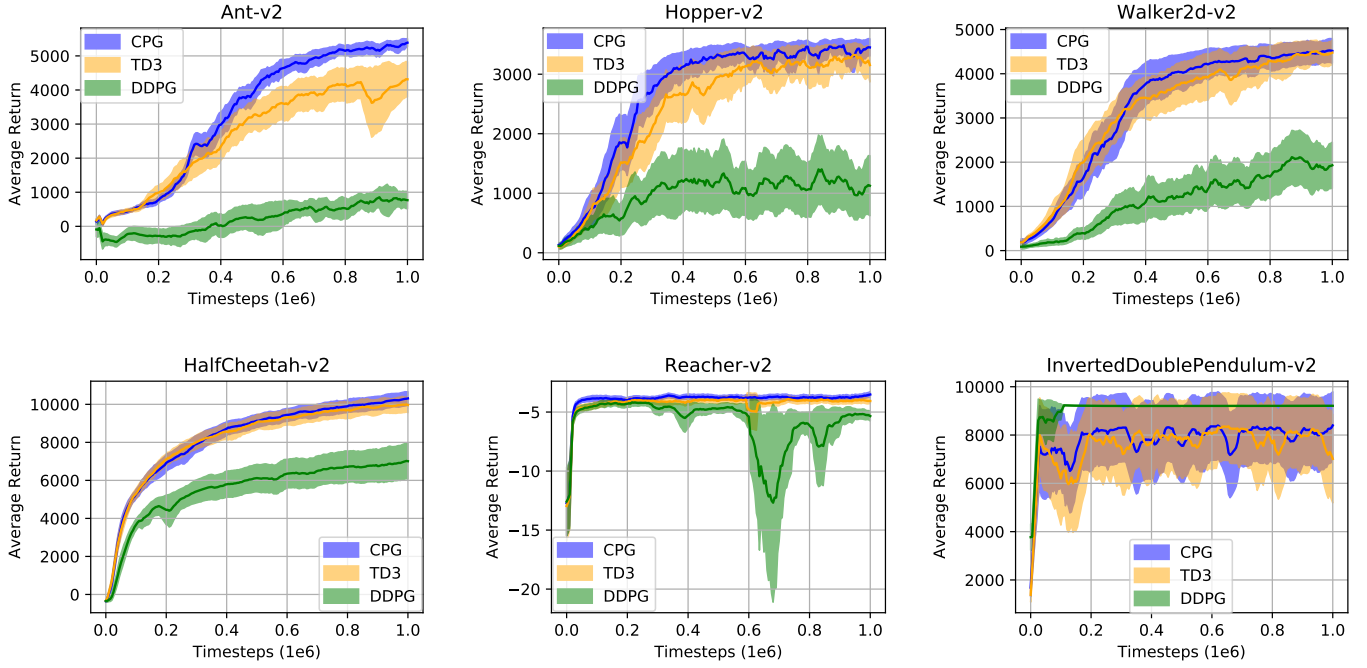 Ant-v2
Average Return
5000
4000
3000
2000
1000
0
CPG
TD3
DDPG
0.0 0.2 0.4 0.6 0.8 1.0
Timesteps (1e6)
Hopper-v2
Average Return
3000
2000
1000
0
CPG
TD3
DDPG
0.0 0.2 0.4 0.6 0.8 1.0
Timesteps (1e6)
Walker2d-v2
Average Return
5000
4000
3000
2000
1000
0
CPG
TD3
DDPG
0.0 0.2 0.4 0.6 0.8 1.0
Timesteps (1e6)
HalfCheetah-v2
Average Return
10000
8000
6000
4000
2000
0
CPG
TD3
DDPG
0.0 0.2 0.4 0.6 0.8 1.0
Timesteps (1e6)
Reacher-v2
Average Return
−5
−10
−15
−20
CPG
TD3
DDPG
0.0 0.2 0.4 0.6 0.8 1.0
Timesteps (1e6)
InvertedDoublePendulum-v2
Average Return
10000
8000
6000
4000
2000
CPG
TD3
DDPG
0.0 0.2 0.4 0.6 0.8 1.0
Timesteps (1e6)